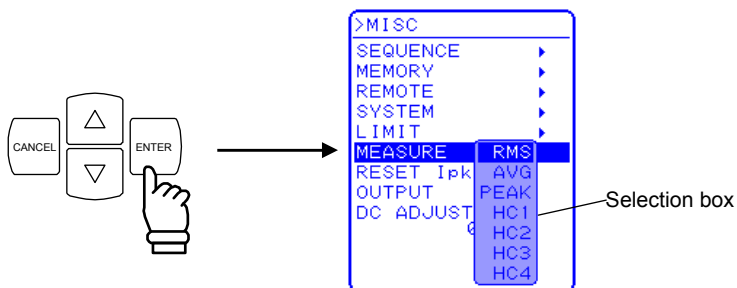 CANCEL
ENTER
>MISC
SEQUENCE
MEMORY
REMOTE
SYSTEM
LIMIT
MEASURE RMS
RESET Ipk AVG
OUTPUT PEAK
DC ADJUST HC1
HC2
HC3
HC4
Selection box